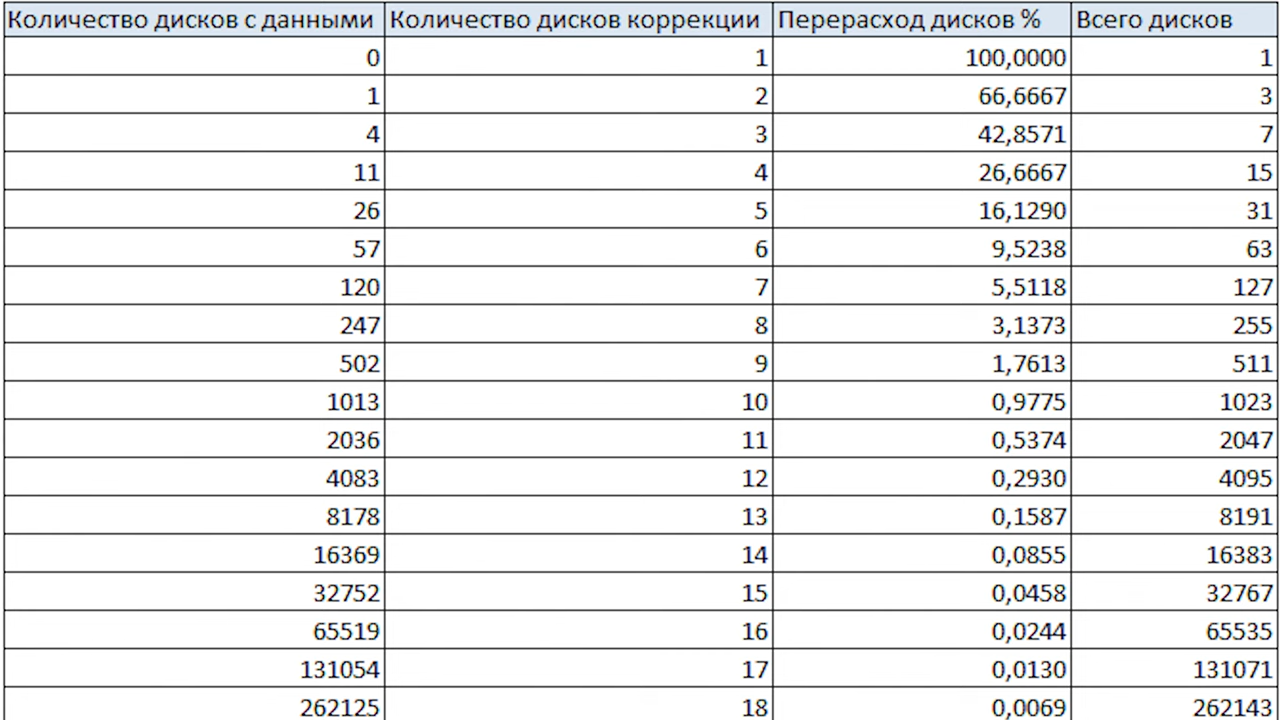 Количество дисков с данными Количество дисков коррекции Перерасход дисков % Всего дисков
0 1 100,0000 1
1 2 66,6667 3
4 3 42,8571 7
11 4 26,6667 15
26 5 16,1290 31
57 6 9,5238 63
120 7 5,5118 127
247 8 3,1373 255
502 9 1,7613 511
1013 10 0,9775 1023
2036 11 0,5374 2047
4083 12 0,2930 4095
8178 13 0,1587 8191
16369 14 0,0855 16383
32752 15 0,0458 32767
65519 16 0,0244 65535
131054 17 0,0130 131071
262125 18 0,0069 262143